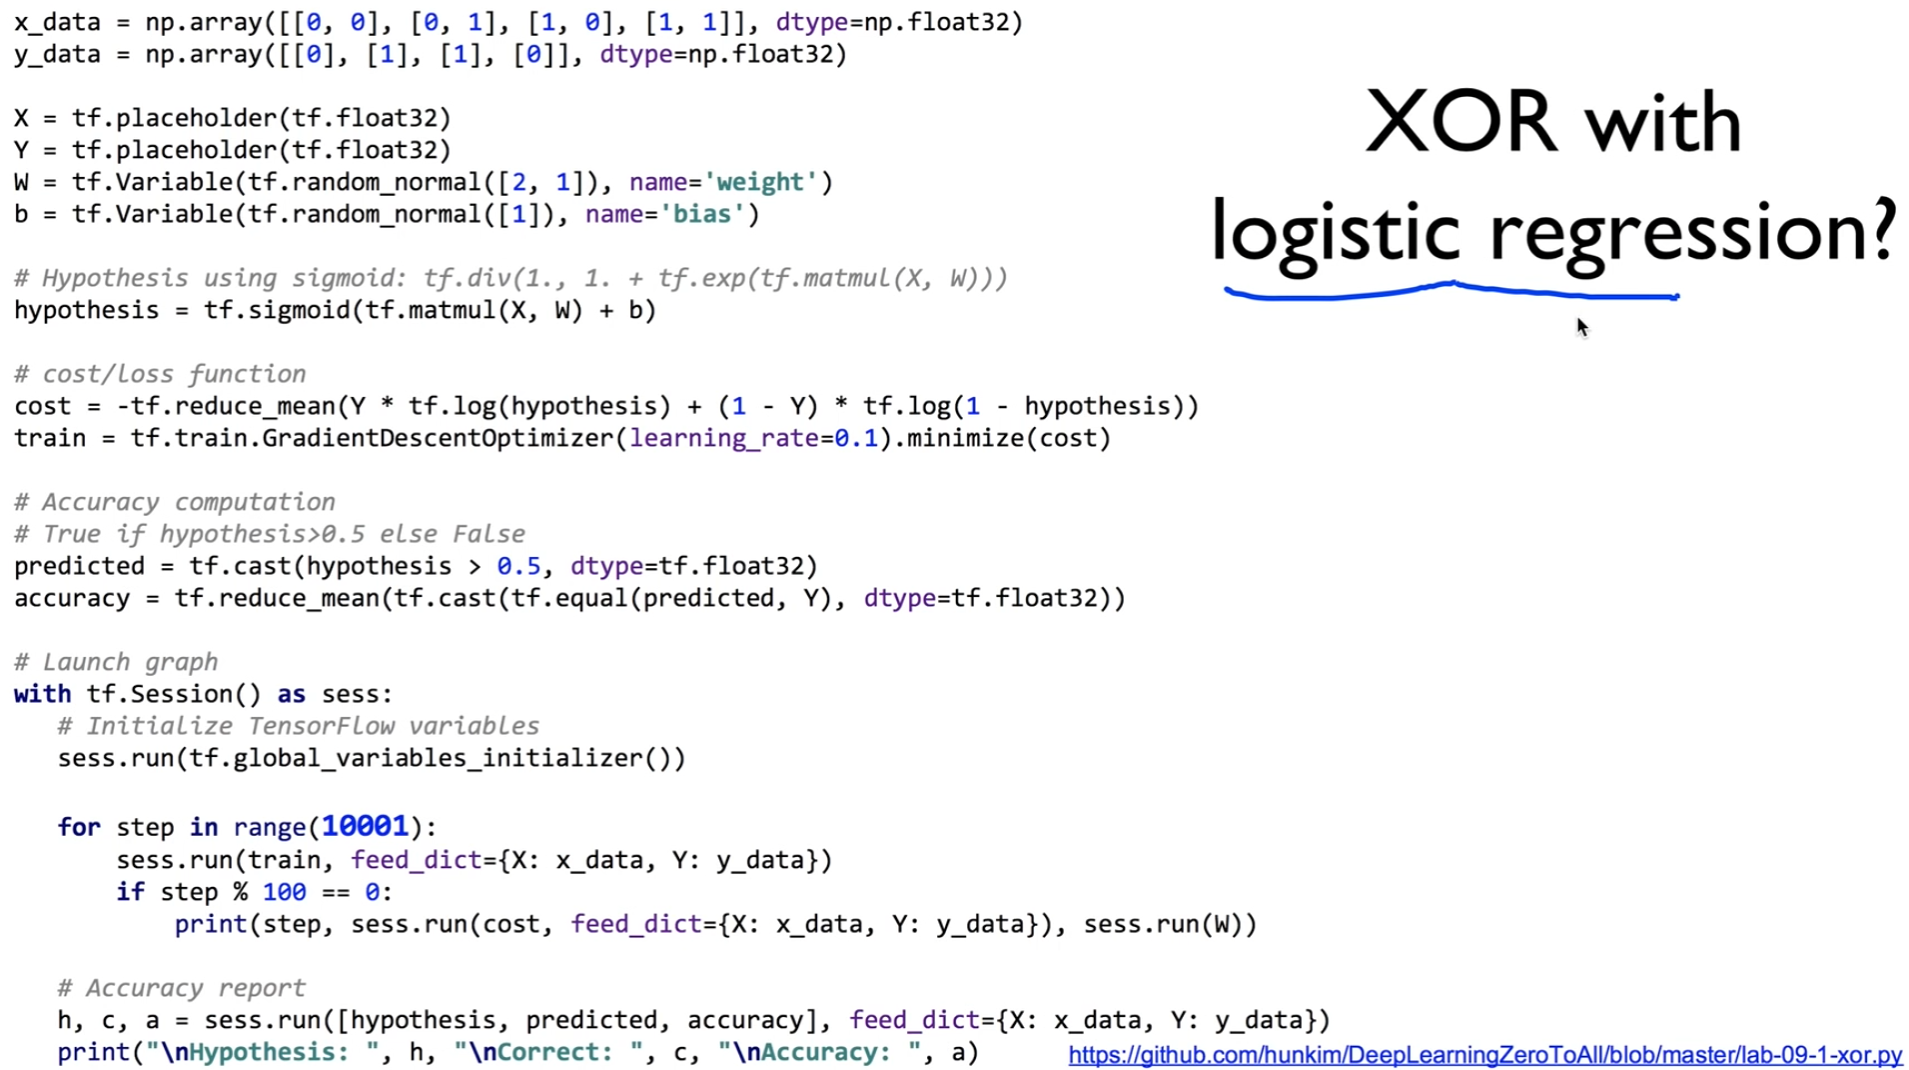 x_data = np.array([[0, 0], [0, 1], [1, 0], [1, 1]], dtype=np.float32)
y_data = np.array([[0], [1], [1], [0]], dtype=np.float32)
XOR with
logistic regression?
X = tf.placeholder(tf.float32)
Y = tf.placeholder(tf.float32)
W = tf.Variable(tf.random_normal([2, 1]), name='weight')
b = tf.Variable(tf.random_normal([1]), name='bias')
# Hypothesis using sigmoid: tf.div(1., 1. + tf.exp(tf.matmul(X, W)))
hypothesis = tf.sigmoid(tf.matmul(X, W) + b)
# cost/loss function
cost = -tf.reduce_mean(Y * tf.log(hypothesis) + (1 - Y) * tf.log(1 - hypothesis))
train = tf.train.GradientDescentOptimizer(learning_rate=0.1).minimize(cost)
# Accuracy computation
# True if hypothesis>0.5 else False
predicted = tf.cast(hypothesis > 0.5, dtype=tf.float32)
accuracy = tf.reduce_mean(tf.cast(tf.equal(predicted, Y), dtype=tf.float32))
# Launch graph
with tf.Session() as sess:
   # Initialize TensorFlow variables
   sess.run(tf.global_variables_initializer())
   for step in range(10001):
       sess.run(train, feed_dict={X: x_data, Y: y_data})
       if step % 100 == 0:
           print(step, sess.run(cost, feed_dict={X: x_data, Y: y_data}), sess.run(W))
   # Accuracy report
   h, c, a = sess.run([hypothesis, predicted, accuracy], feed_dict={X: x_data, Y: y_data})
   print("\nHypothesis: ", h, "\nCorrect: ", c, "\nAccuracy: ", a)
https://github.com/hunkim/DeepLearningZeroToAll/blob/master/lab-09-1-xor.py